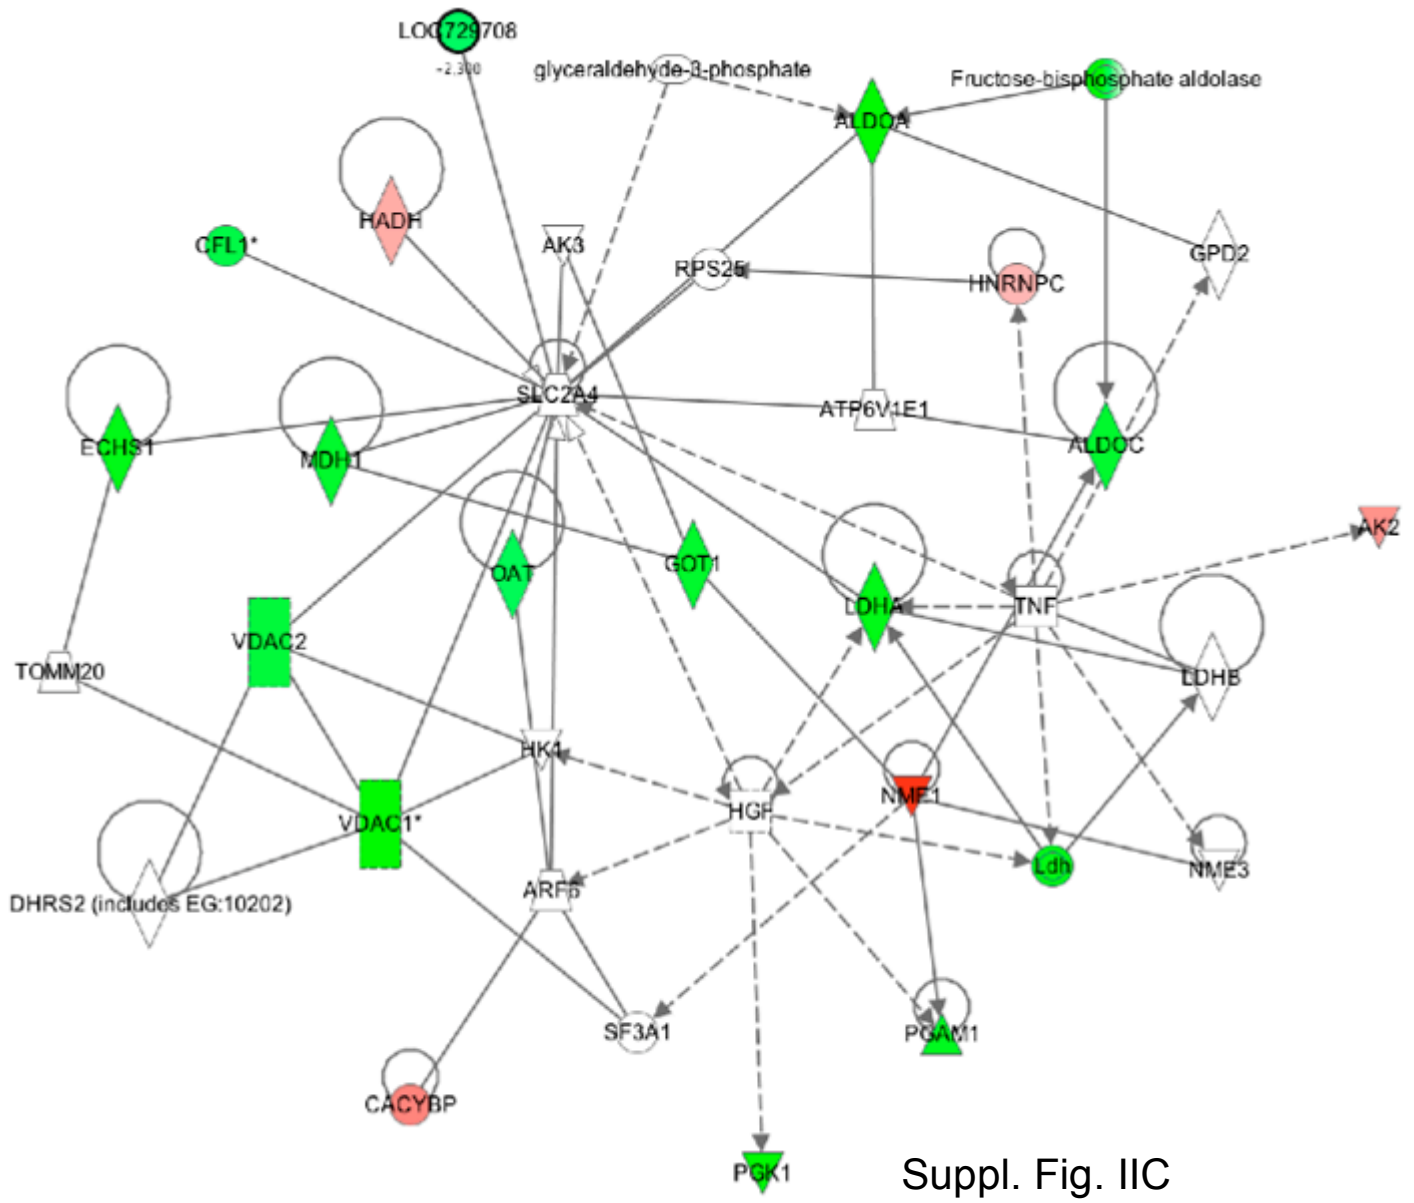 LOC729708
-2.300
glyceraldehyde-3-phosphate
Fructose-bisphosphate aldolase
ALDOA
HADH
CFL1*
AK3
RPS25
HNRNPC
GPD2
SLC2A4
ATP6V1E1
ECHS1
MDH1
ALDOC
AK2
OAT
GOT1
LDHA
TNF
VDAC2
TOMM20
LDHB
HK1
NME1
HGF
VDAC1*
Ldh
NME3
DHRS2 (includes EG:10202)
ARF6
SF3A1
PGAM1
CACYBP
PGK1
Suppl. Fig. IIC